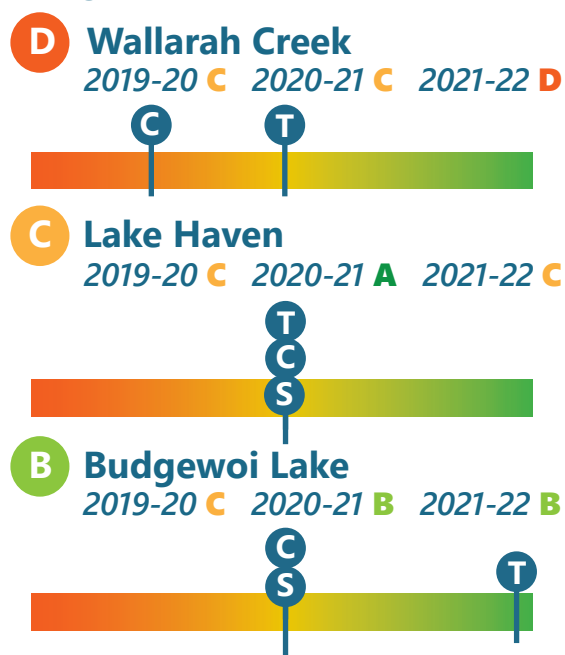 D Wallarah Creek
2019-20 C 2020-21 C 2021-22 D
C T
C Lake Haven
2019-20 C 2020-21 A 2021-22 C
T
C
S
B Budgewoi Lake
2019-20 C 2020-21 B 2021-22 B
C
S T